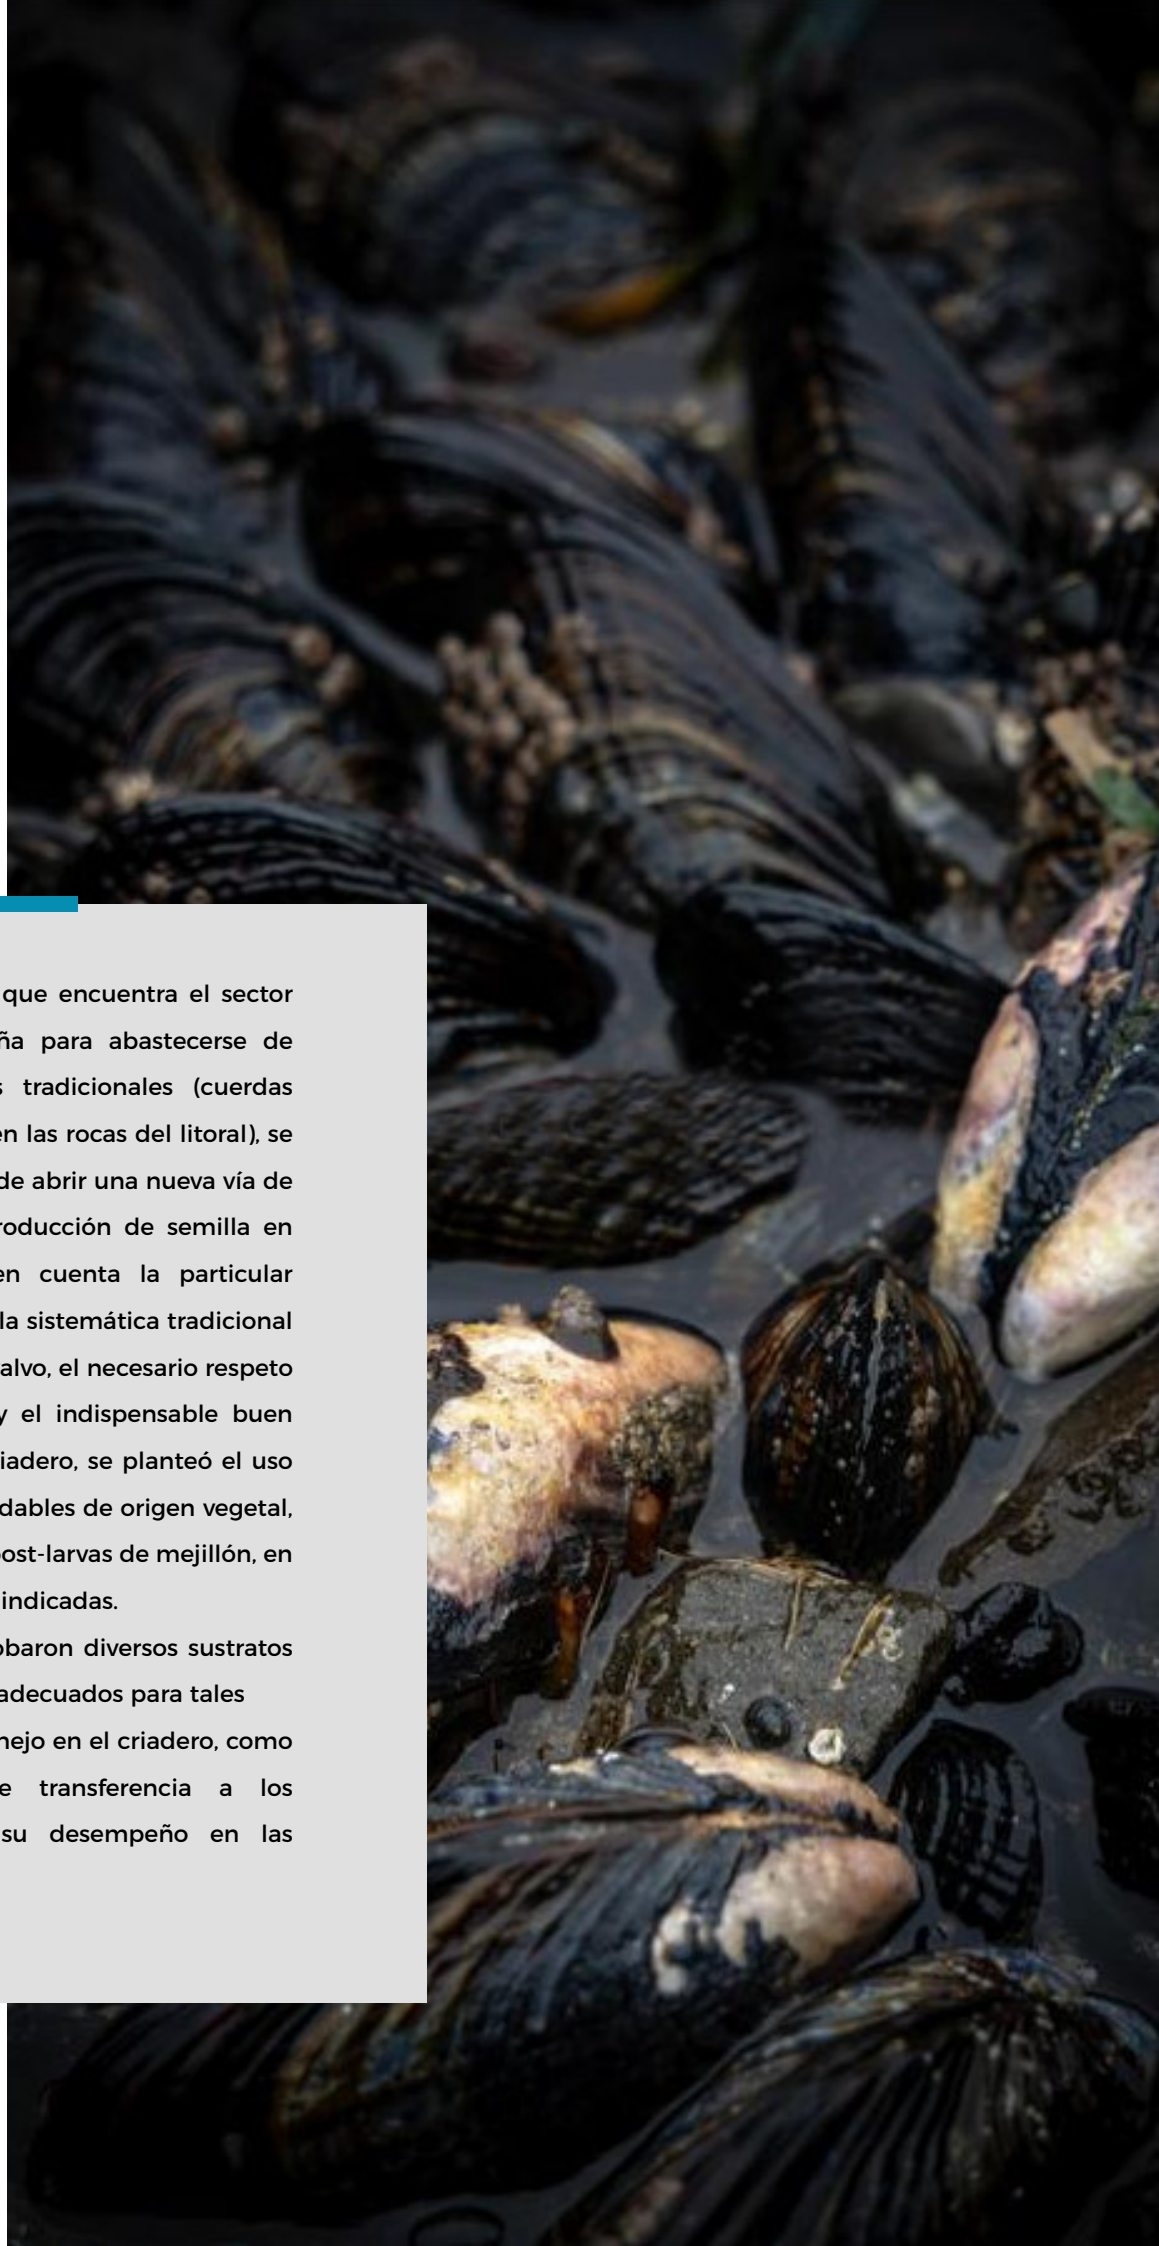 que encuentra el sector
ña para abastecerse de
s tradicionales (cuerdas
en las rocas del litoral), se
de abrir una nueva vía de
roducción de semilla en
en cuenta la particular
la sistemática tradicional
alvo, el necesario respeto
y el indispensable buen
iadero, se planteó el uso
dables de origen vegetal,
ost-larvas de mejillón, en
indicadas.
obaron diversos sustratos
adecuados para tales
nejo en el criadero, como
e transferencia a los
su desempeño en las